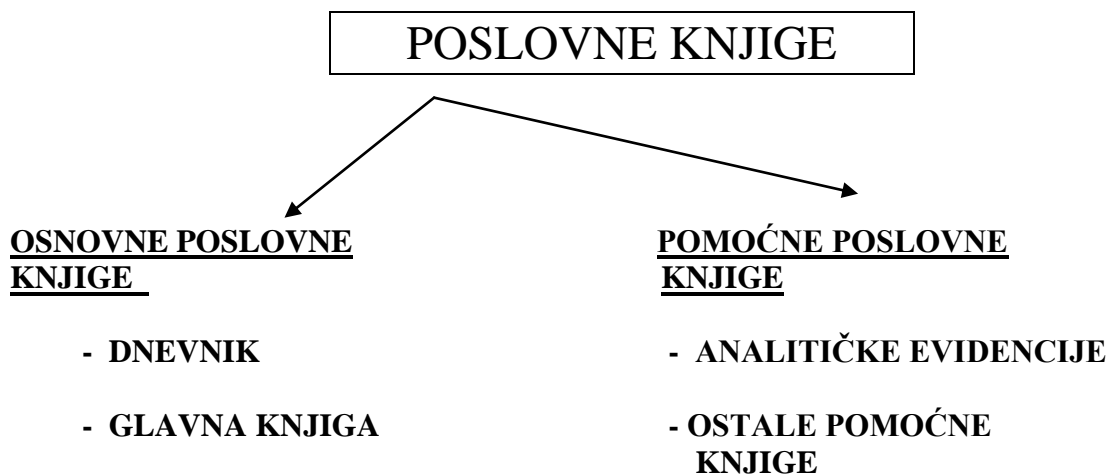 POSLOVNE KNJIGE
OSNOVNE POSLOVNE
KNJIGE
- DNEVNIK
- GLAVNA KNJIGA
POMOĆNE POSLOVNE
KNJIGE
- ANALITIČKE EVIDENCIJE
- OSTALE POMOĆNE
KNJIGE